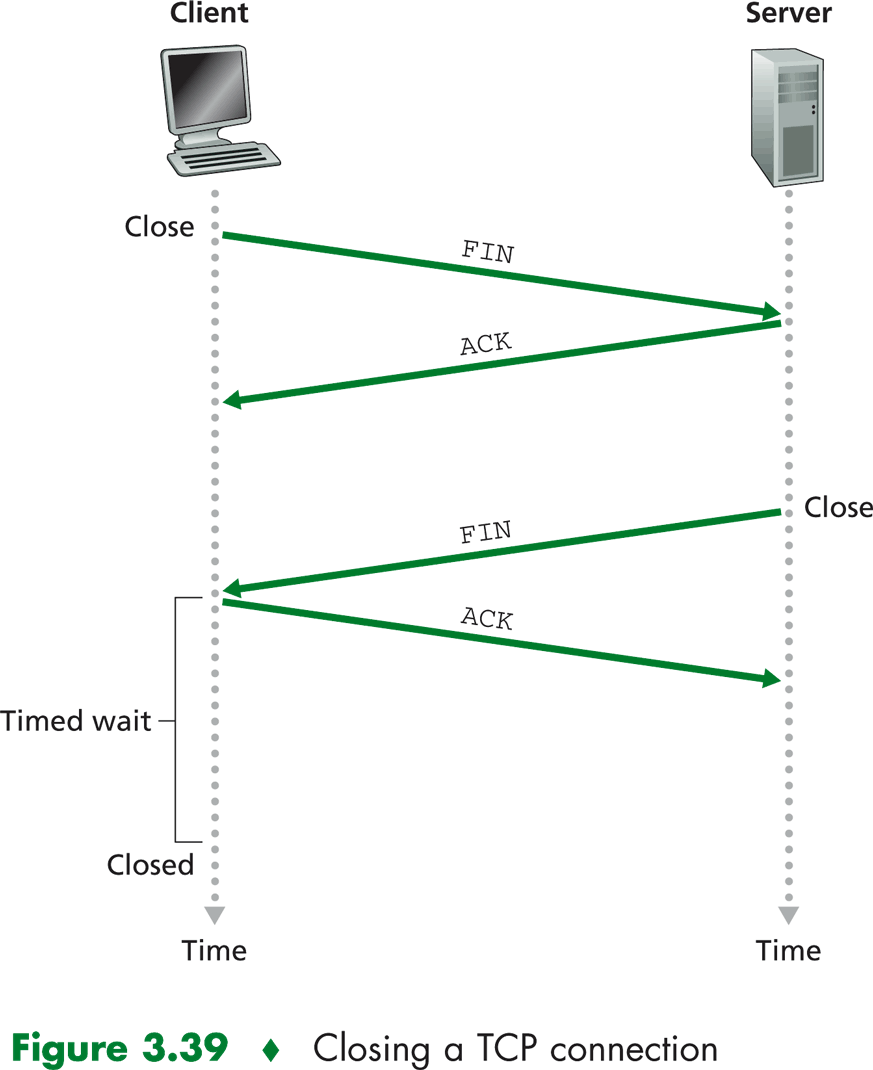 Client Server
Close
FIN
ACK
Close
FIN
ACK
Timed wait
Closed
Time Time
Figure 3.39 ♦ Closing a TCP connection